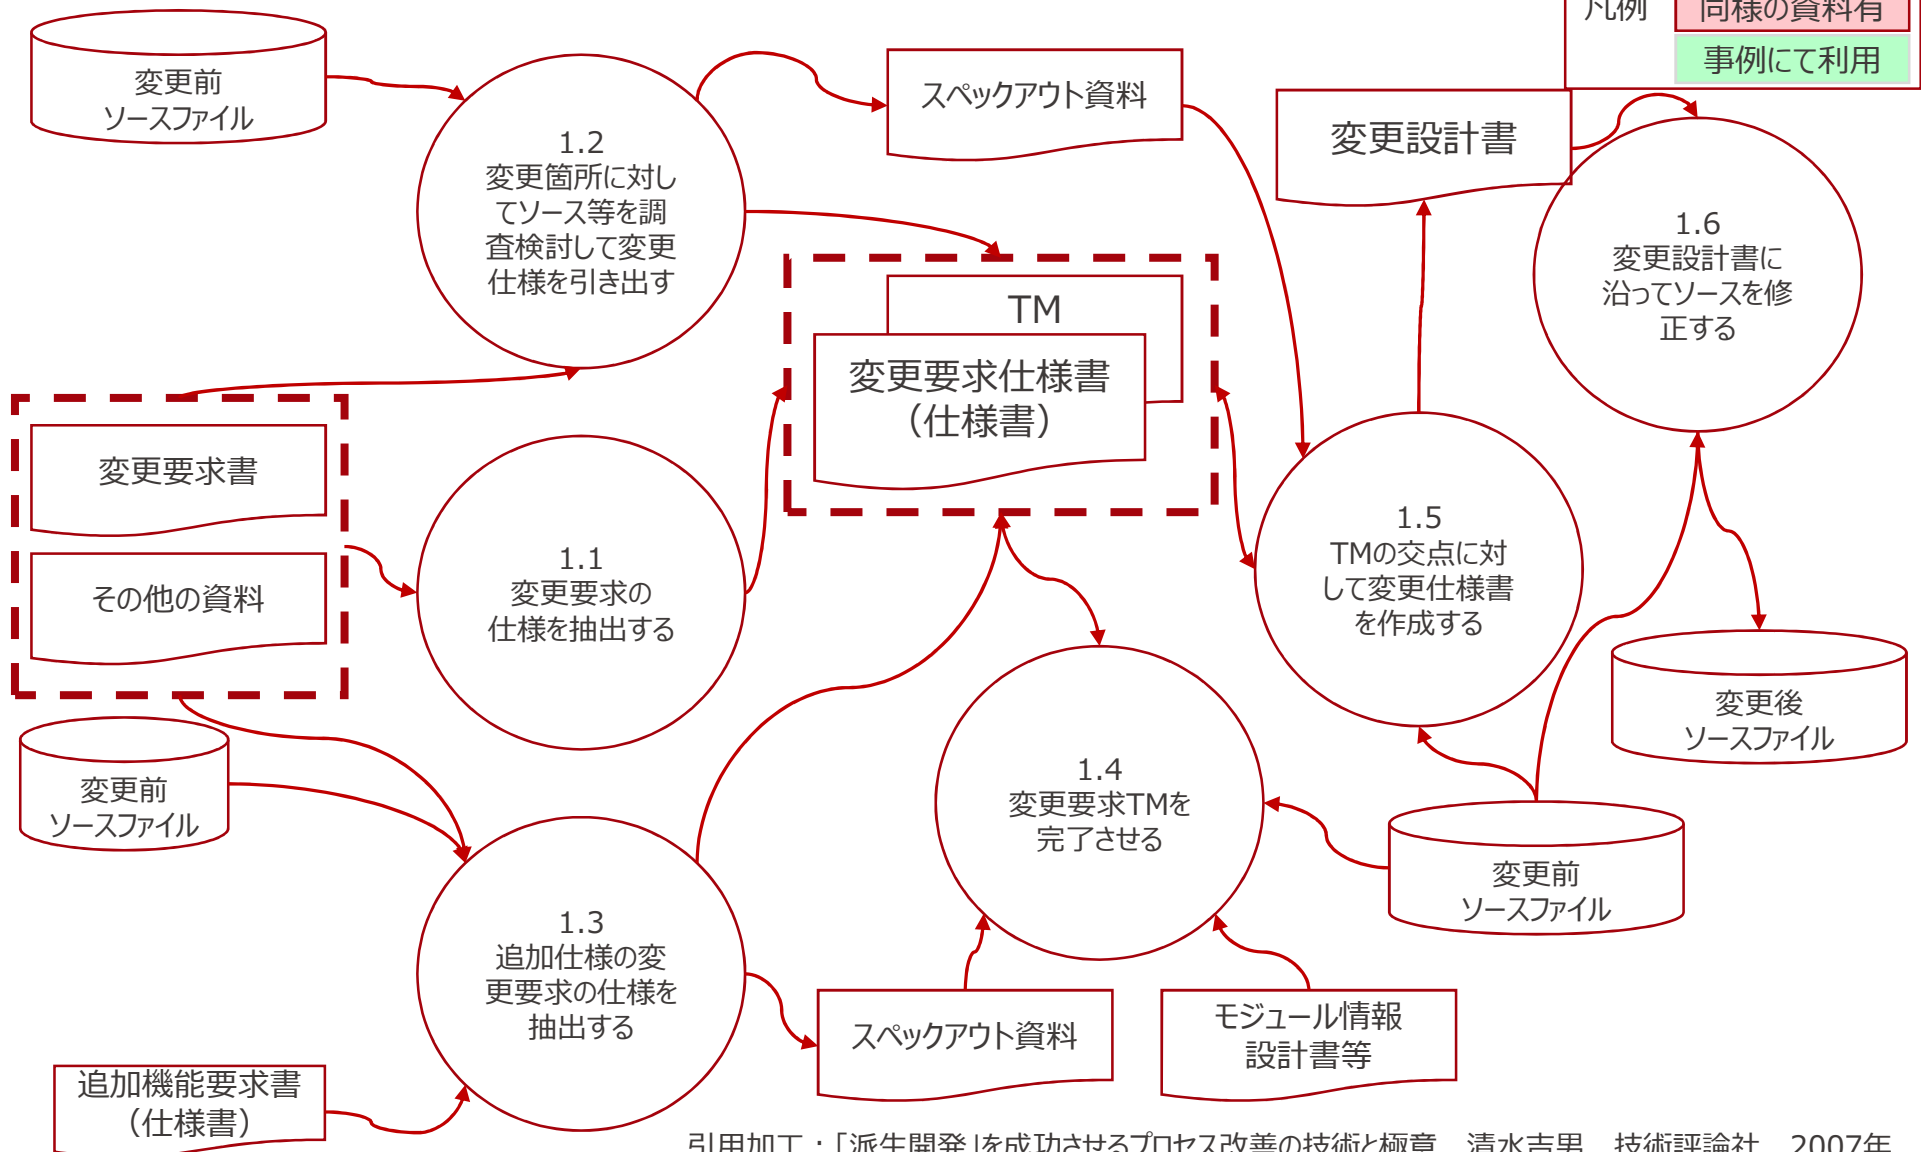 凡例
同様の資料有
事例にて利用
変更前
ソースファイル
1.2
変更箇所に対し
てソース等を調
査検討して変更
仕様を引き出す
スペックアウト資料
変更設計書
1.6
変更設計書に
沿ってソースを修
正する
TM
変更要求仕様書
（仕様書）
変更要求書
その他の資料
1.1
変更要求の
仕様を抽出する
1.5
TMの交点に対
して変更仕様書
を作成する
変更後
ソースファイル
変更前
ソースファイル
1.4
変更要求TMを
完了させる
変更前
ソースファイル
1.3
追加仕様の変
更要求の仕様を
抽出する
スペックアウト資料
モジュール情報
設計書等
追加機能要求書
（仕様書）
引用加工：「派生開発」を成功させるプロセス改善の技術と極意　清水吉男　技術評論社　2007年